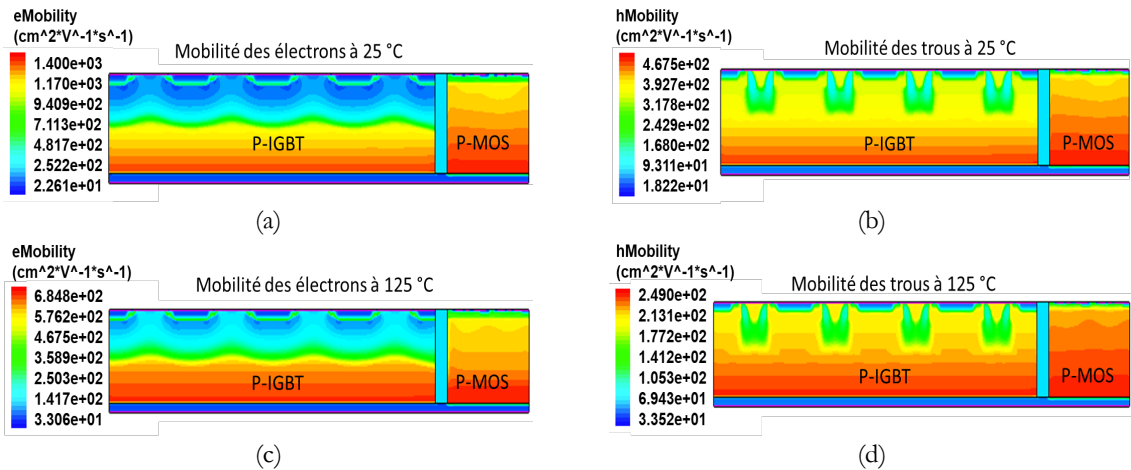 eMobility
(cm^2*V^-1*s^-1)
Mobilité des électrons à 25 °C
1.400e+03
1.170e+03
9.409e+02
7.113e+02
4.817e+02
2.522e+02
2.261e+01
P-IGBT
P-MOS
(a)
hMobility
(cm^2*V^-1*s^-1)
Mobilité des trous à 25 °C
4.675e+02
3.927e+02
3.178e+02
2.429e+02
1.680e+02
9.311e+01
1.822e+01
P-IGBT
P-MOS
(b)
eMobility
(cm^2*V^-1*s^-1)
Mobilité des électrons à 125 °C
6.848e+02
5.762e+02
4.675e+02
3.589e+02
2.503e+02
1.417e+02
3.306e+01
P-IGBT
P-MOS
(c)
hMobility
(cm^2*V^-1*s^-1)
Mobilité des trous à 125 °C
2.490e+02
2.131e+02
1.772e+02
1.412e+02
1.053e+02
6.943e+01
3.352e+01
P-IGBT
P-MOS
(d)